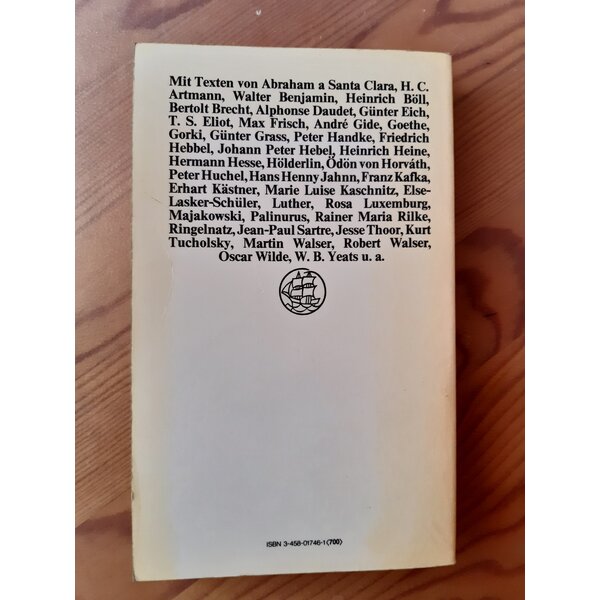 Mit Texten von Abraham a Santa Clara, H. C.
Artmann, Walter Benjamin, Heinrich Böll,
Bertolt Brecht, Alphonse Daudet, Günter Eich,
T. S. Eliot, Max Frisch, André Gide, Goethe,
Gorki, Günter Grass, Peter Handke, Friedrich
Hebbel, Johann Peter Hebel, Heinrich Heine,
Hermann Hesse, Hölderlin, Ödön von Horváth,
Peter Huchel, Hans Henny Jahnn, Franz Kafka,
Erhart Kästner, Marie Luise Kaschnitz, Else-
Lasker-Schüler, Luther, Rosa Luxemburg,
Majakowski, Palinurus, Rainer Maria Rilke,
Ringelnatz, Jean-Paul Sartre, Jesse Thoor, Kurt
Tucholsky, Martin Walser, Robert Walser,
Oscar Wilde, W. B. Yeats u. a.
ISBN 3-458-01746-1 〈700〉